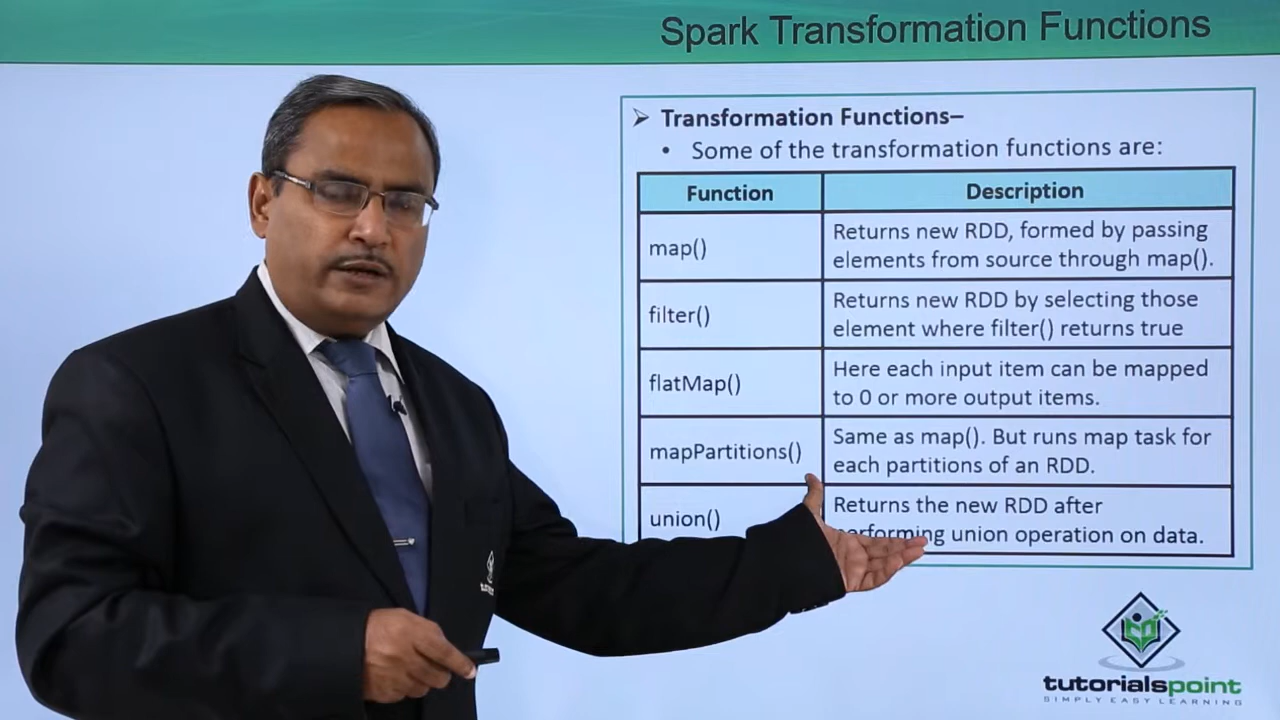 Spark Transformation Functions
➢ Transformation Functions–
• Some of the transformation functions are:
Function Description
map() Returns new RDD, formed by passing
elements from source through map().
filter() Returns new RDD by selecting those
element where filter() returns true
flatMap() Here each input item can be mapped
to 0 or more output items.
mapPartitions() Same as map(). But runs map task for
each partitions of an RDD.
union() Returns the new RDD after
performing union operation on data.
tutorialspoint
SIMPLY EASY LEARNING